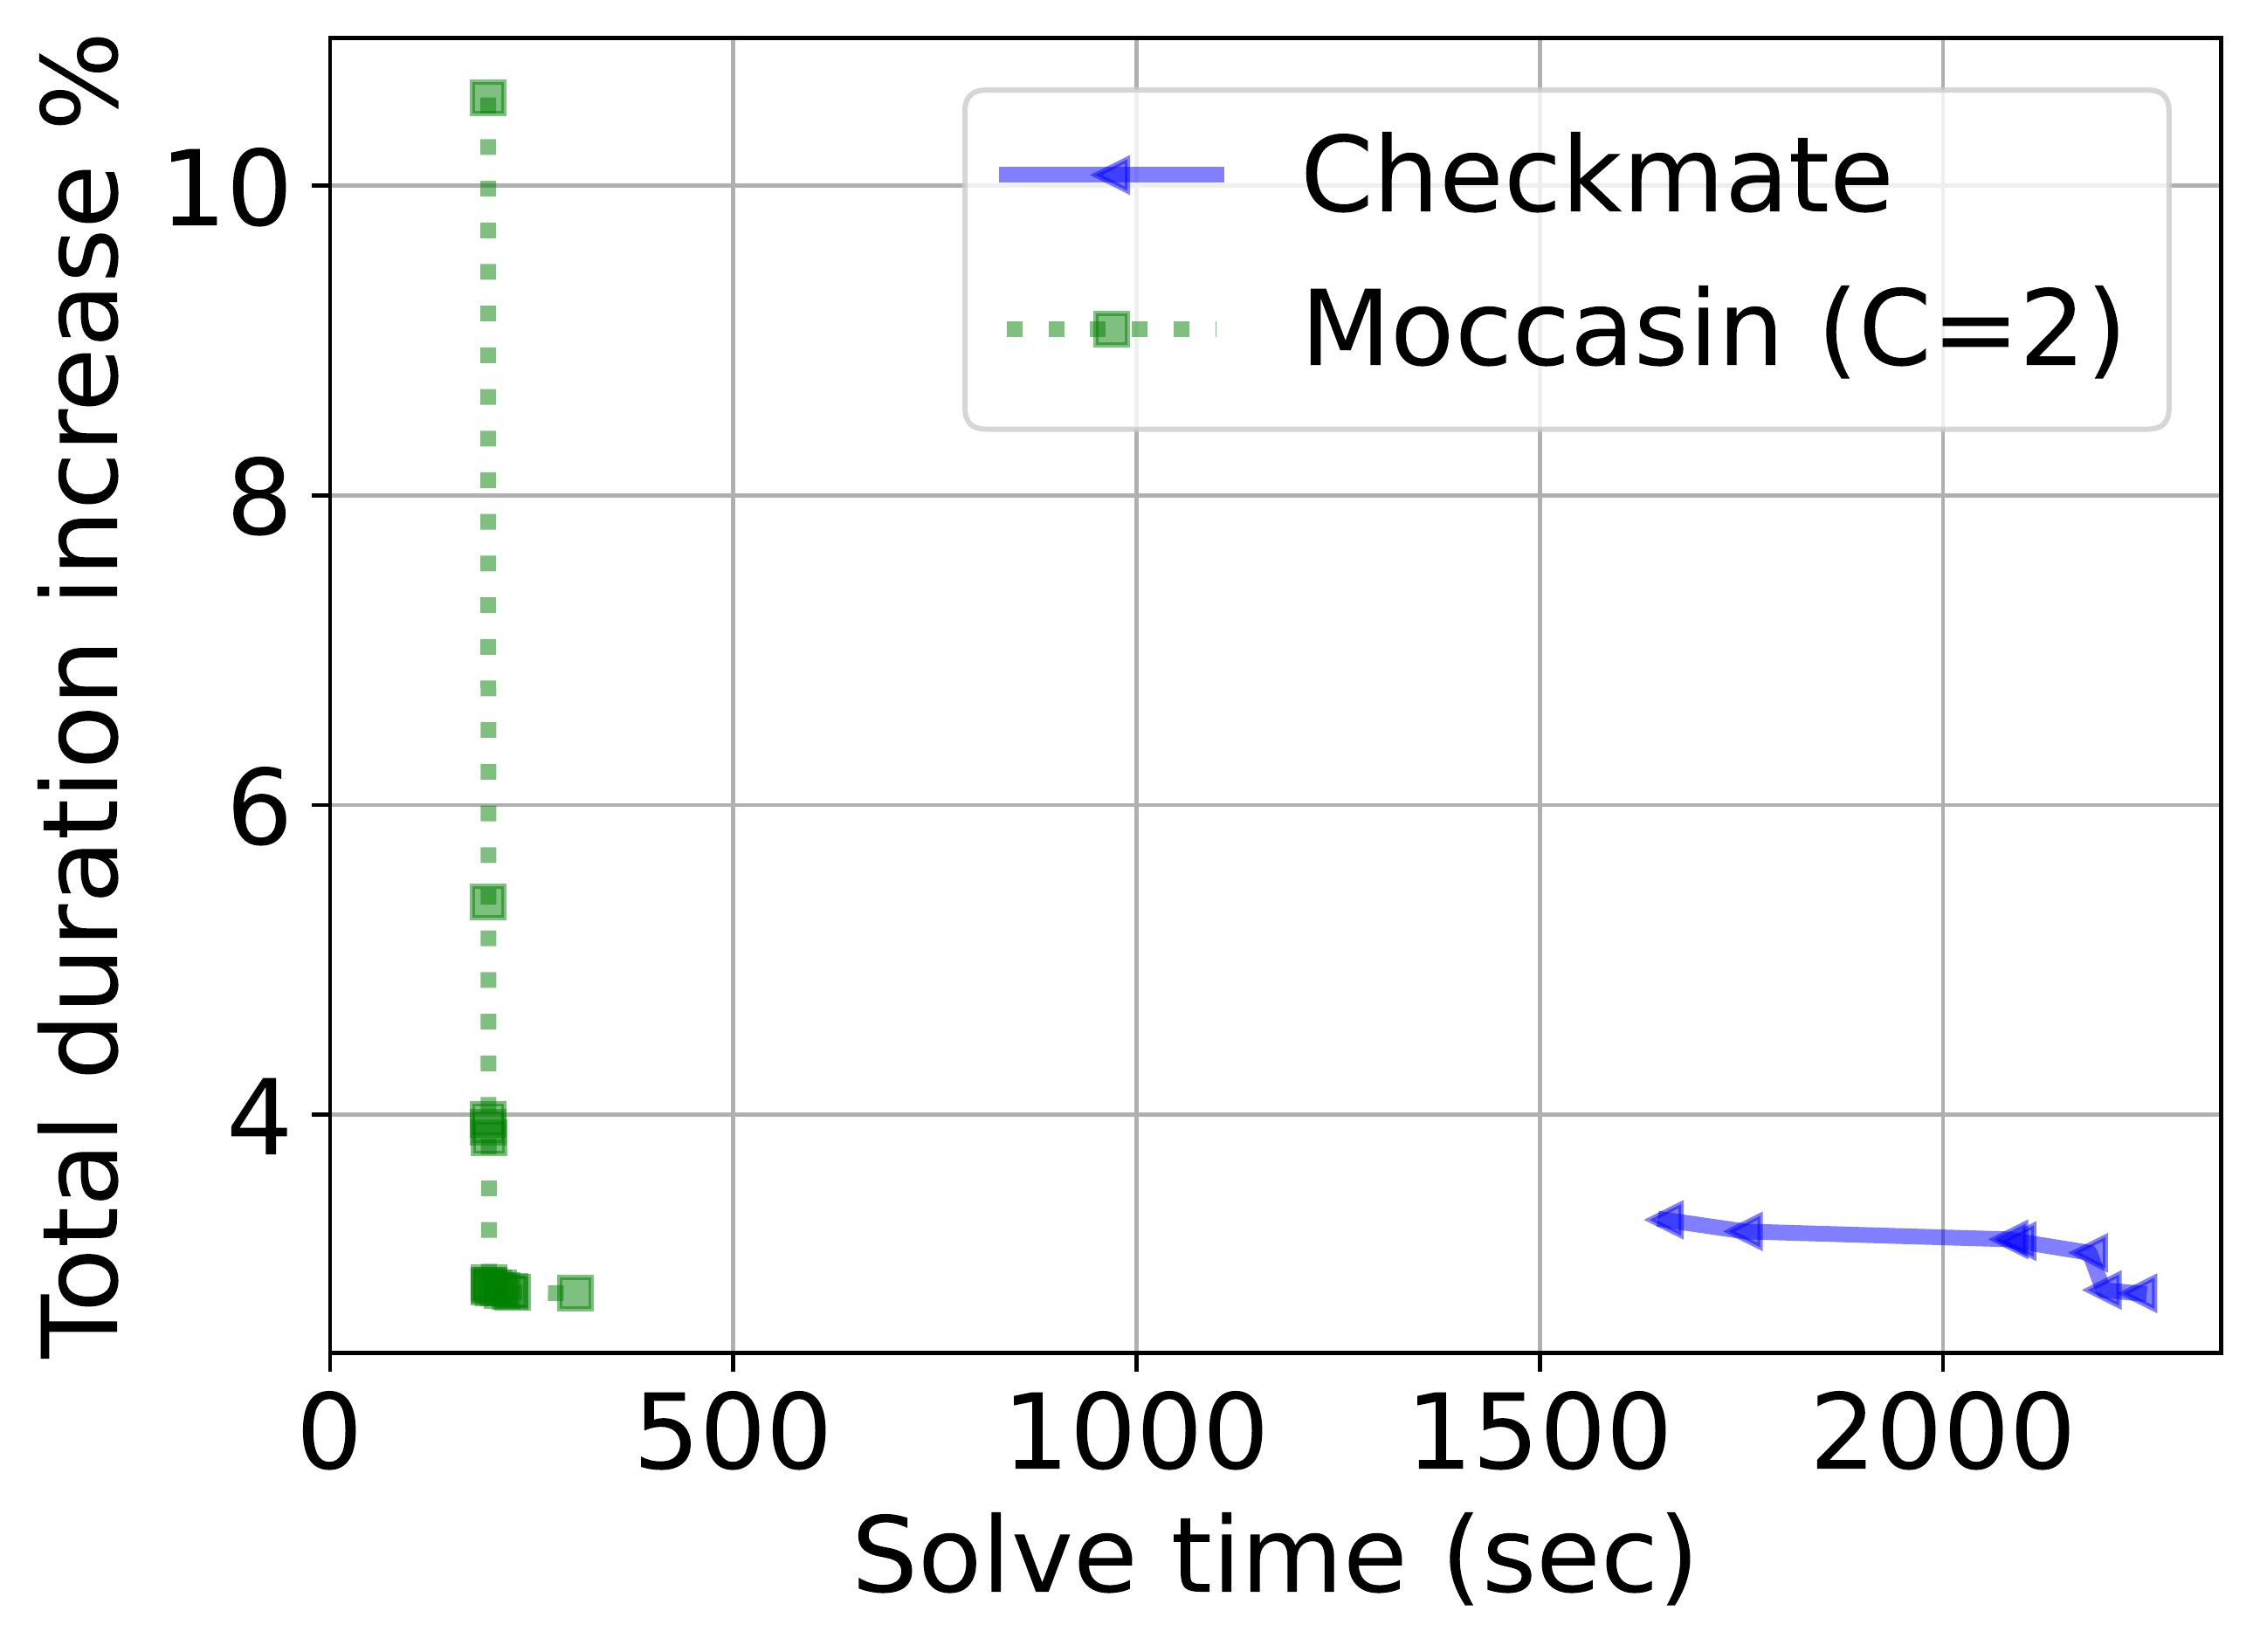 Total duration increase %
10
8
6
4
Checkmate
Moccasin (C=2)
0 500 1000 1500 2000
Solve time (sec)